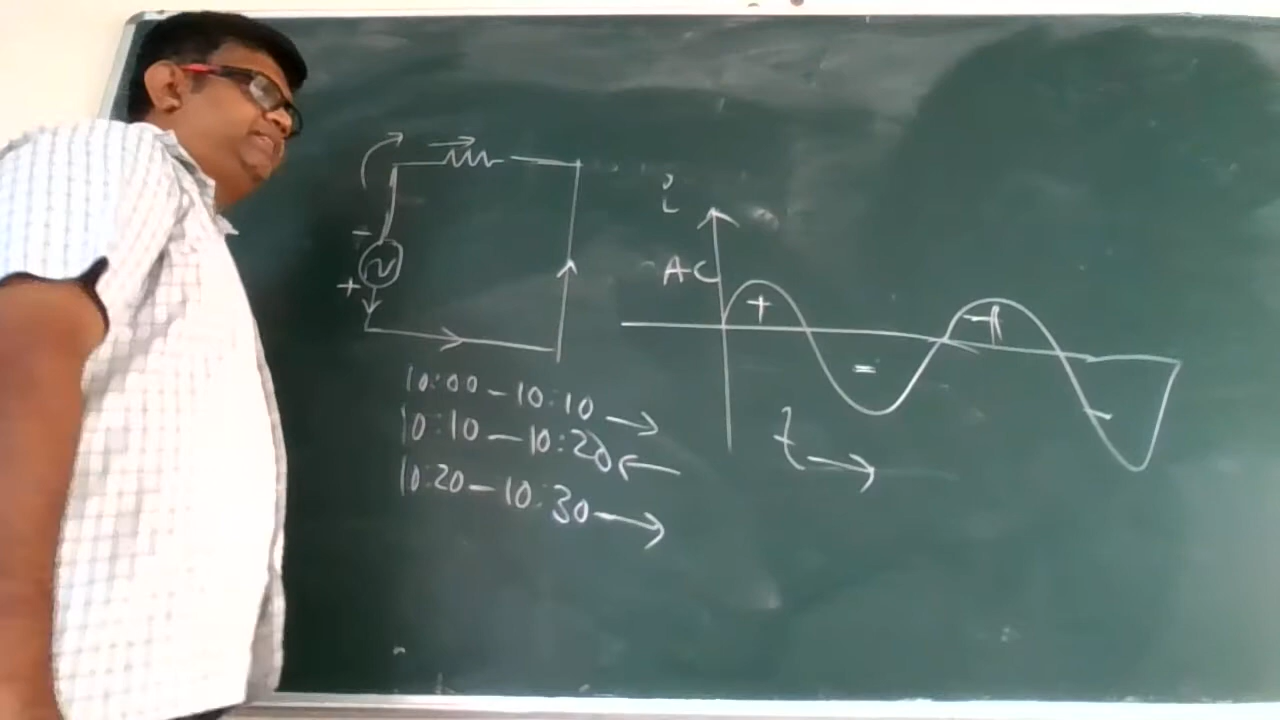 i
-
+
AC
+
-
+
-
10:00 - 10:10 →
10:10 - 10:20 ←
10:20 - 10:30 →
t →